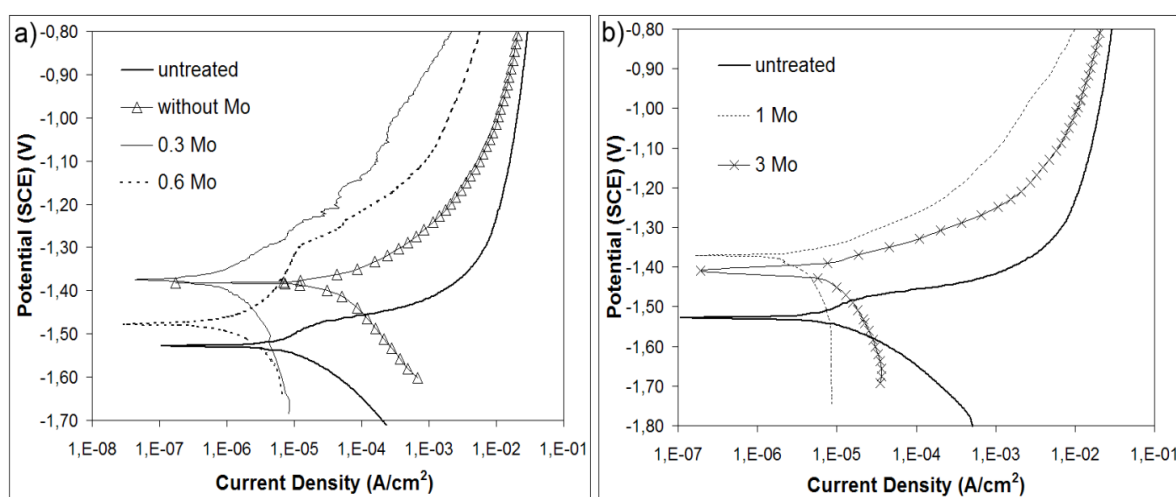 a)
untreated
without Mo
0.3 Mo
0.6 Mo
Potential (SCE) (V)
-0,80
-0,90
-1,00
-1,10
-1,20
-1,30
-1,40
-1,50
-1,60
-1,70
1,E-08 1,E-07 1,E-06 1,E-05 1,E-04 1,E-03 1,E-02 1,E-01
Current Density (A/cm²)
b)
untreated
1 Mo
3 Mo
Potential (SCE) (V)
-0,80
-0,90
-1,00
-1,10
-1,20
-1,30
-1,40
-1,50
-1,60
-1,70
-1,80
1,E-07 1,E-06 1,E-05 1,E-04 1,E-03 1,E-02 1,E-01
Current Density (A/cm²)